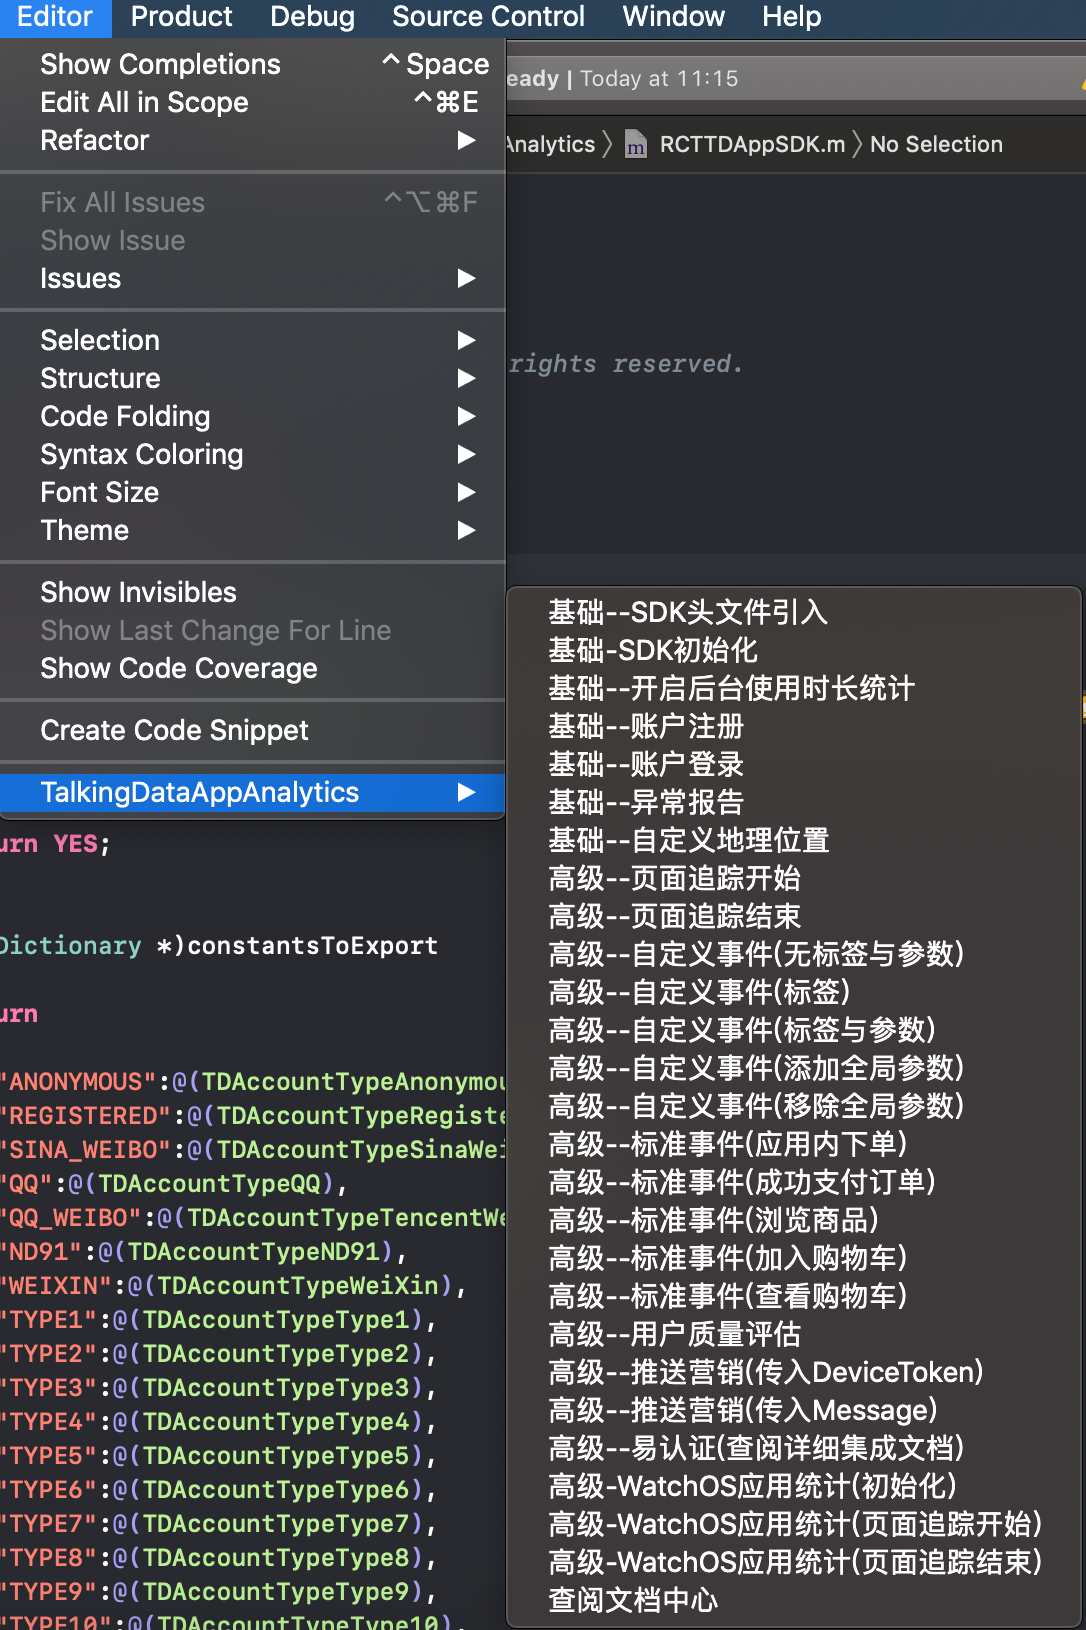 Editor Product Debug Source Control Window Help
Show Completions ^ Space
Edit All in Scope ^⌘E
Refactor ▶
eady | Today at 11:15
Analytics 〉 m RCTTDAppSDK.m 〉 No Selection
Fix All Issues ^⌥⌘F
Show Issue
Issues ▶
Selection ▶
Structure ▶
Code Folding ▶
Syntax Coloring ▶
Font Size ▶
Theme ▶
rights reserved.
Show Invisibles
Show Last Change For Line
Show Code Coverage
Create Code Snippet
TalkingDataAppAnalytics ▶
基础--SDK头文件引入
基础-SDK初始化
基础--开启后台使用时长统计
基础--账户注册
基础--账户登录
基础--异常报告
基础--自定义地理位置
高级--页面追踪开始
高级--页面追踪结束
高级--自定义事件(无标签与参数)
高级--自定义事件(标签)
高级--自定义事件(标签与参数)
高级--自定义事件(添加全局参数)
高级--自定义事件(移除全局参数)
高级--标准事件(应用内下单)
高级--标准事件(成功支付订单)
高级--标准事件(浏览商品)
高级--标准事件(加入购物车)
高级--标准事件(查看购物车)
高级--用户质量评估
高级--推送营销(传入DeviceToken)
高级--推送营销(传入Message)
高级--易认证(查阅详细集成文档)
高级-WatchOS应用统计(初始化)
高级-WatchOS应用统计(页面追踪开始)
高级-WatchOS应用统计(页面追踪结束)
查阅文档中心
urn YES;
Dictionary *)constantsToExport
urn
"ANONYMOUS":@(TDAccountTypeAnonymou
"REGISTERED":@(TDAccountTypeRegiste
"SINA_WEIBO":@(TDAccountTypeSinaWei
"QQ":@(TDAccountTypeQQ),
"QQ_WEIBO":@(TDAccountTypeTencentWe
"ND91":@(TDAccountTypeND91),
"WEIXIN":@(TDAccountTypeWeiXin),
"TYPE1":@(TDAccountTypeType1),
"TYPE2":@(TDAccountTypeType2),
"TYPE3":@(TDAccountTypeType3),
"TYPE4":@(TDAccountTypeType4),
"TYPE5":@(TDAccountTypeType5),
"TYPE6":@(TDAccountTypeType6),
"TYPE7":@(TDAccountTypeType7),
"TYPE8":@(TDAccountTypeType8),
"TYPE9":@(TDAccountTypeType9),
"TYPE10":@(TDAccountTypeType10),